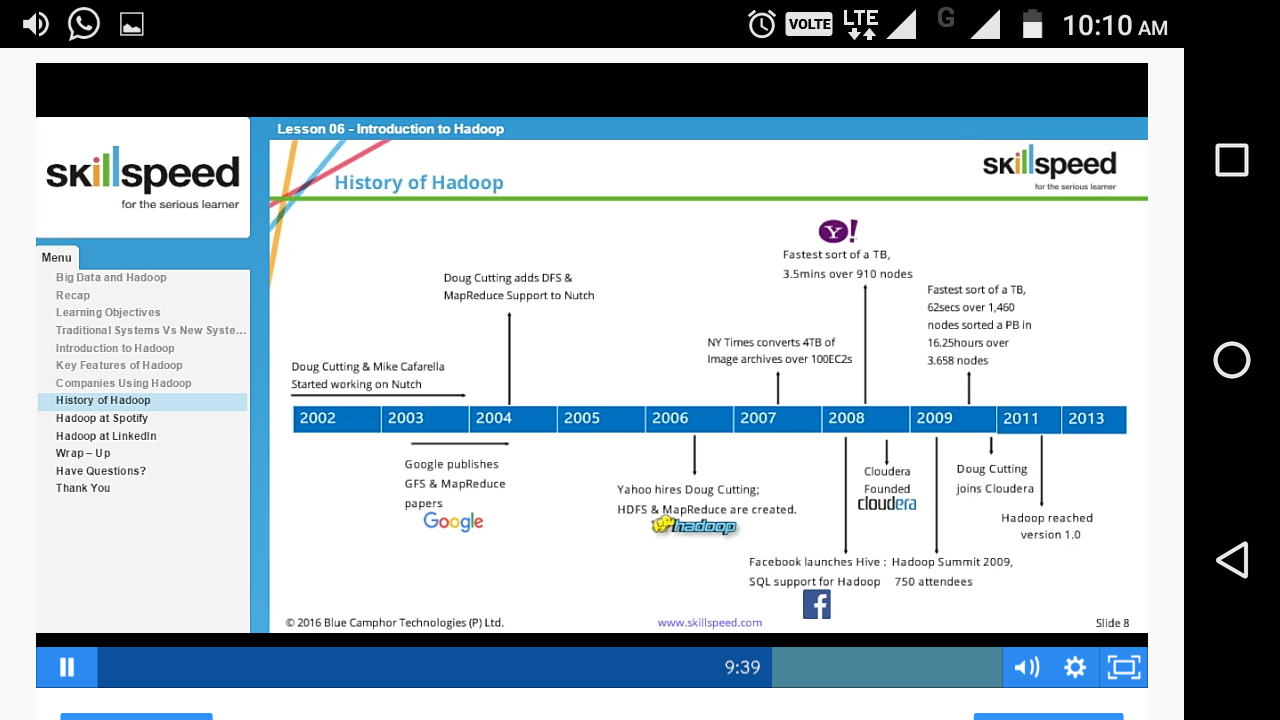 VOLTE LTE G 10:10 AM
skillspeed
for the serious learner
Menu
Big Data and Hadoop
Recap
Learning Objectives
Traditional Systems Vs New Syste...
Introduction to Hadoop
Key Features of Hadoop
Companies Using Hadoop
History of Hadoop
Hadoop at Spotify
Hadoop at LinkedIn
Wrap – Up
Have Questions?
Thank You
Lesson 06 - Introduction to Hadoop
History of Hadoop
skillspeed
for the serious learner
Y!
Fastest sort of a TB,
3.5mins over 910 nodes
Doug Cutting adds DFS &
MapReduce Support to Nutch
Fastest sort of a TB,
62secs over 1,460
nodes sorted a PB in
16.25hours over
3.658 nodes
NY Times converts 4TB of
Image archives over 100EC2s
Doug Cutting & Mike Cafarella
Started working on Nutch
2002 2003 2004 2005 2006 2007 2008 2009 2011 2013
Google publishes
GFS & MapReduce
papers
Google
Yahoo hires Doug Cutting;
HDFS & MapReduce are created.
hadoop
Cloudera
Founded
cloudera
Doug Cutting
joins Cloudera
Hadoop reached
version 1.0
Facebook launches Hive :
SQL support for Hadoop
f
Hadoop Summit 2009,
750 attendees
© 2016 Blue Camphor Technologies (P) Ltd.
www.skillspeed.com
Slide 8
9:39